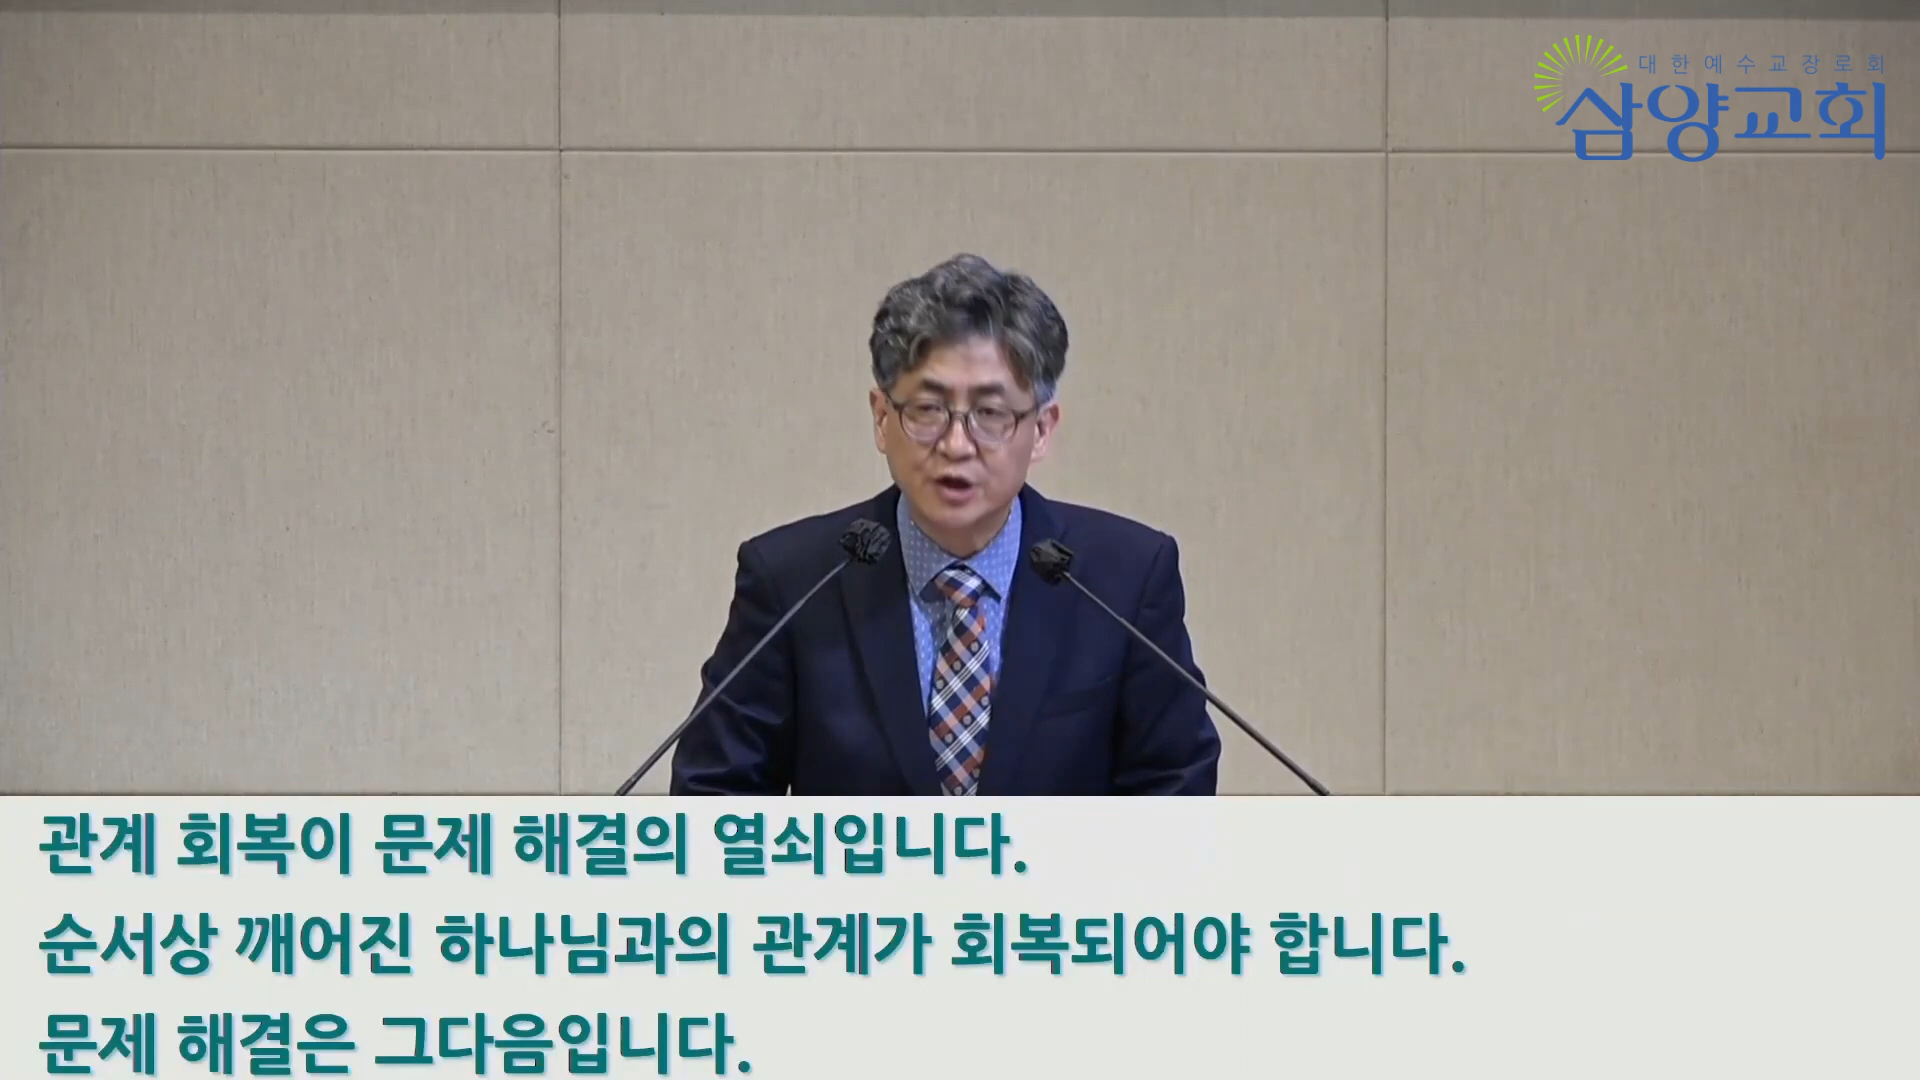 대한예수교장로회
삼양교회
관계 회복이 문제 해결의 열쇠입니다.
순서상 깨어진 하나님과의 관계가 회복되어야 합니다.
문제 해결은 그다음입니다.